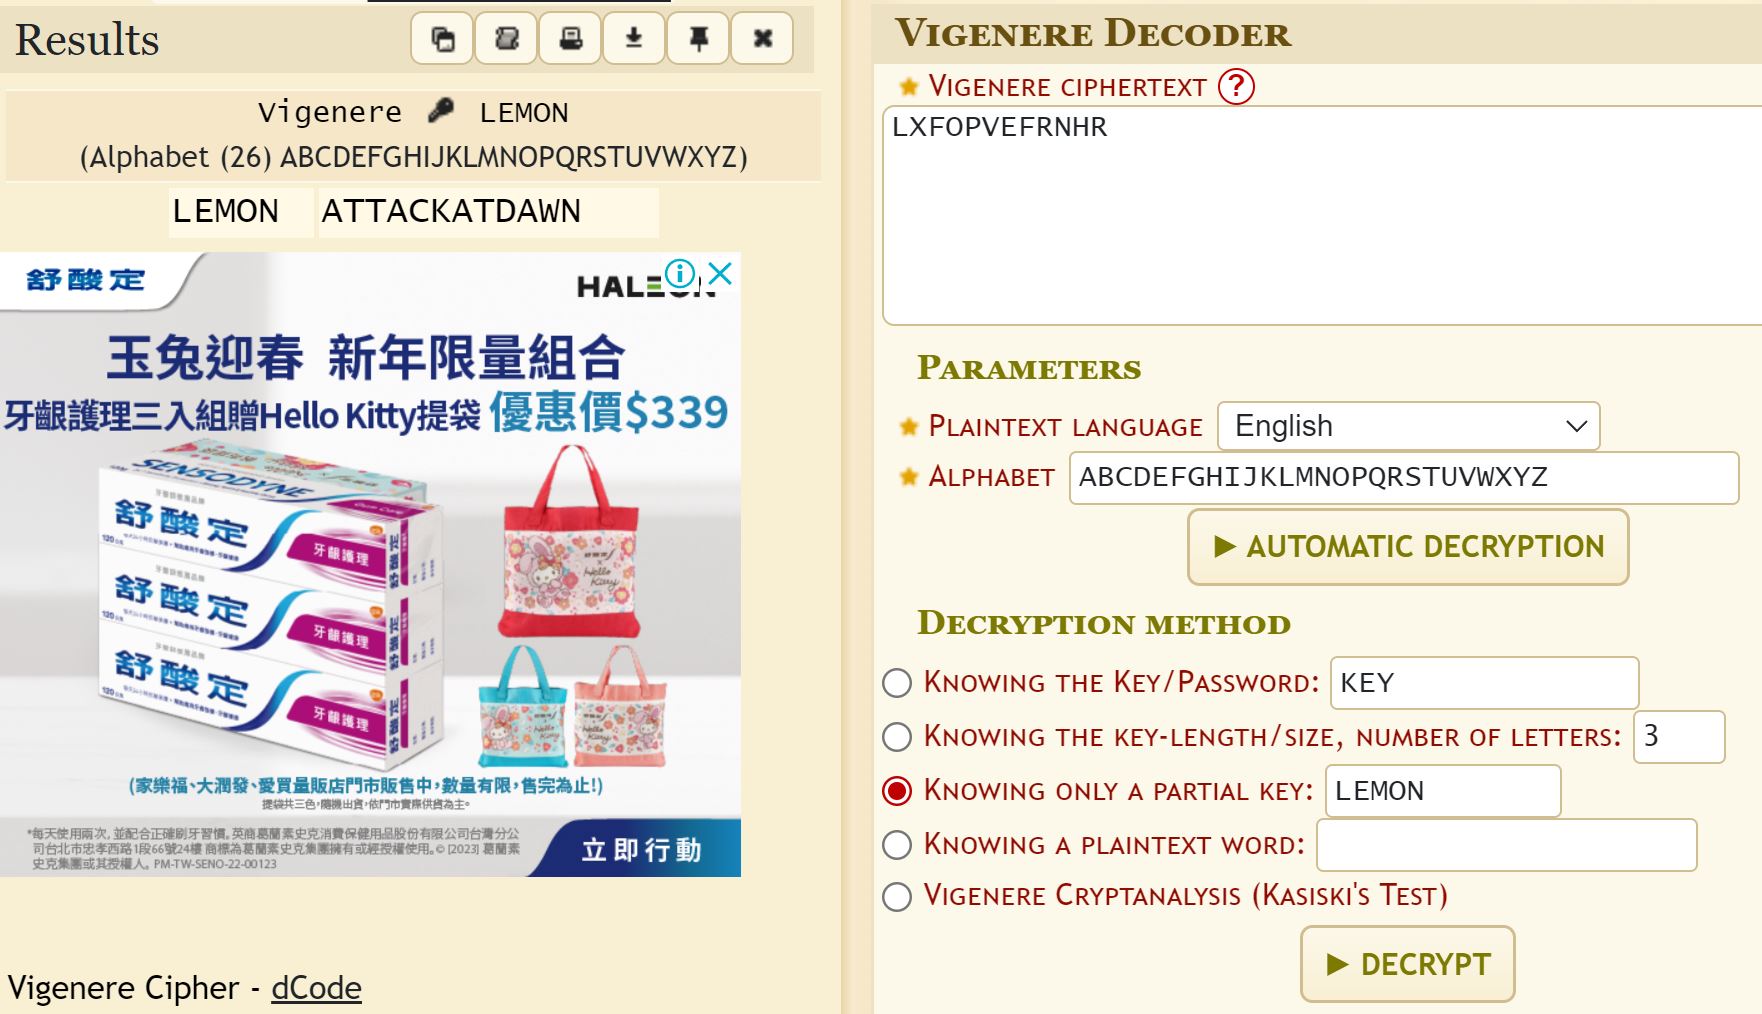 Results
Vigenere LEMON
(Alphabet (26) ABCDEFGHIJKLMNOPQRSTUVWXYZ)
LEMON ATTACKATDAWN
舒酸定
HALEON
玉兔迎春 新年限量組合
牙齦護理三入組贈Hello Kitty提袋 優惠價$339
SENSODYNE
舒酸定
牙齦護理
舒酸定
牙齦護理
舒酸定
牙齦護理
Hello Kitty
(家樂福、大潤發、愛買量販店門市販售中，數量有限，售完為止!)
提袋共三色，隨機出貨，依門市實際供貨為主。
*每天使用兩次, 並配合正確刷牙習慣。英商葛蘭素史克消費保健用品股份有限公司台灣分公
司台北市忠孝西路1段66號24樓 商標為葛蘭素史克集團擁有或經授權使用。© [2023] 葛蘭素
史克集團或其授權人。PM-TW-SENO-22-00123
立即行動
Vigenere Cipher - dCode
VIGENERE DECODER
VIGENERE CIPHERTEXT ?
LXFOPVEFRNHR
PARAMETERS
PLAINTEXT LANGUAGE English
ALPHABET ABCDEFGHIJKLMNOPQRSTUVWXYZ
► AUTOMATIC DECRYPTION
DECRYPTION METHOD
KNOWING THE KEY/PASSWORD: KEY
KNOWING THE KEY-LENGTH/SIZE, NUMBER OF LETTERS: 3
KNOWING ONLY A PARTIAL KEY: LEMON
KNOWING A PLAINTEXT WORD:
VIGENERE CRYPTANALYSIS (KASISKI'S TEST)
► DECRYPT